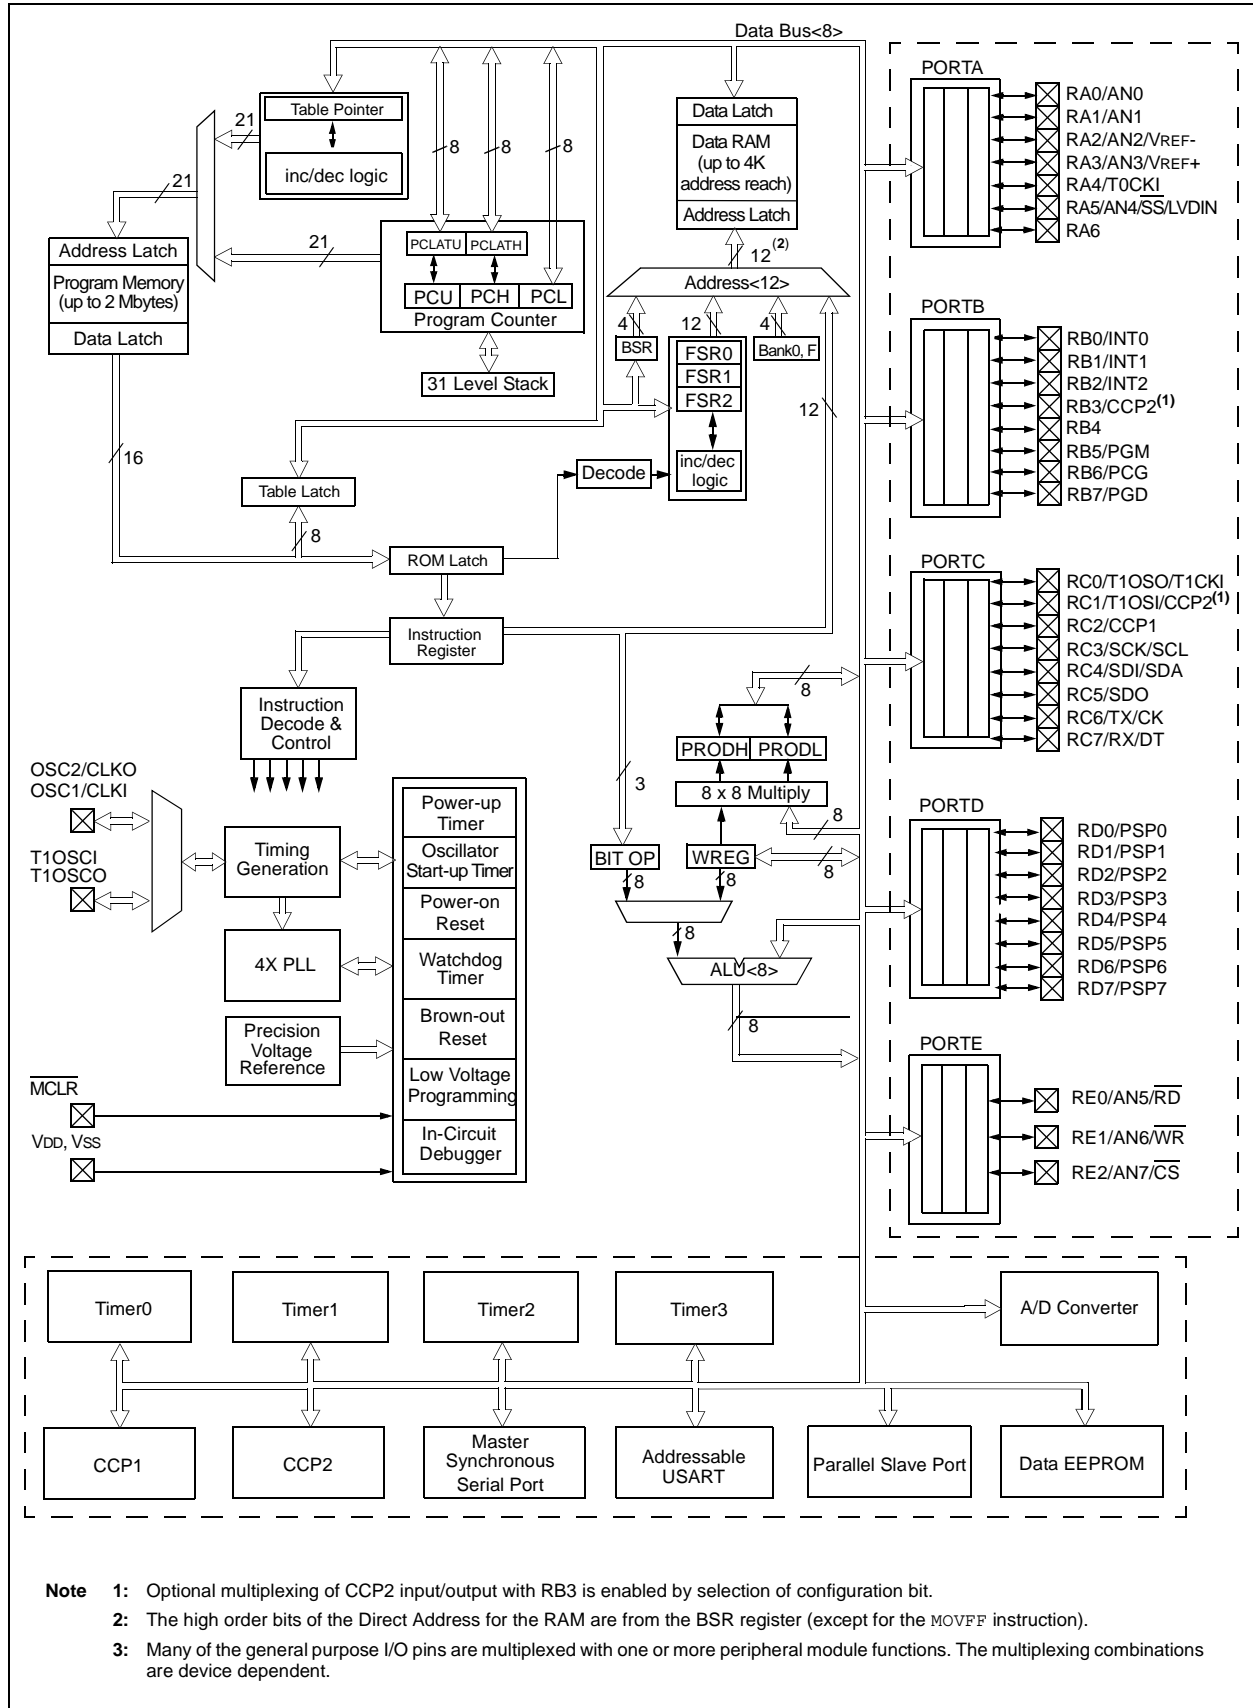 Data Bus<8>
21
Table Pointer
inc/dec logic
8
8
8
21
Address Latch
Program Memory
(up to 2 Mbytes)
Data Latch
21
PCLATU
PCLATH
PCU
PCH
PCL
Program Counter
31 Level Stack
Data Latch
Data RAM
(up to 4K
address reach)
Address Latch
12(2)
Address<12>
4
12
4
BSR
FSR0
FSR1
FSR2
Bank0, F
inc/dec
logic
12
16
Table Latch
8
Decode
ROM Latch
Instruction
Register
Instruction
Decode &
Control
OSC2/CLKO
OSC1/CLKI
T1OSCI
T1OSCO
Timing
Generation
4X PLL
Precision
Voltage
Reference
MCLR
VDD, VSS
Power-up
Timer
Oscillator
Start-up Timer
Power-on
Reset
Watchdog
Timer
Brown-out
Reset
Low Voltage
Programming
In-Circuit
Debugger
8
PRODH
PRODL
8 x 8 Multiply
3
8
BIT OP
WREG
8
8
8
8
ALU<8>
8
PORTA
RA0/AN0
RA1/AN1
RA2/AN2/VREF-
RA3/AN3/VREF+
RA4/T0CKI
RA5/AN4/SS/LVDIN
RA6
PORTB
RB0/INT0
RB1/INT1
RB2/INT2
RB3/CCP2(1)
RB4
RB5/PGM
RB6/PCG
RB7/PGD
PORTC
RC0/T1OSO/T1CKI
RC1/T1OSI/CCP2(1)
RC2/CCP1
RC3/SCK/SCL
RC4/SDI/SDA
RC5/SDO
RC6/TX/CK
RC7/RX/DT
PORTD
RD0/PSP0
RD1/PSP1
RD2/PSP2
RD3/PSP3
RD4/PSP4
RD5/PSP5
RD6/PSP6
RD7/PSP7
PORTE
RE0/AN5/RD
RE1/AN6/WR
RE2/AN7/CS
Timer0
Timer1
Timer2
Timer3
A/D Converter
CCP1
CCP2
Master
Synchronous
Serial Port
Addressable
USART
Parallel Slave Port
Data EEPROM
Note 1: Optional multiplexing of CCP2 input/output with RB3 is enabled by selection of configuration bit.
2: The high order bits of the Direct Address for the RAM are from the BSR register (except for the MOVFF instruction).
3: Many of the general purpose I/O pins are multiplexed with one or more peripheral module functions. The multiplexing combinations
are device dependent.